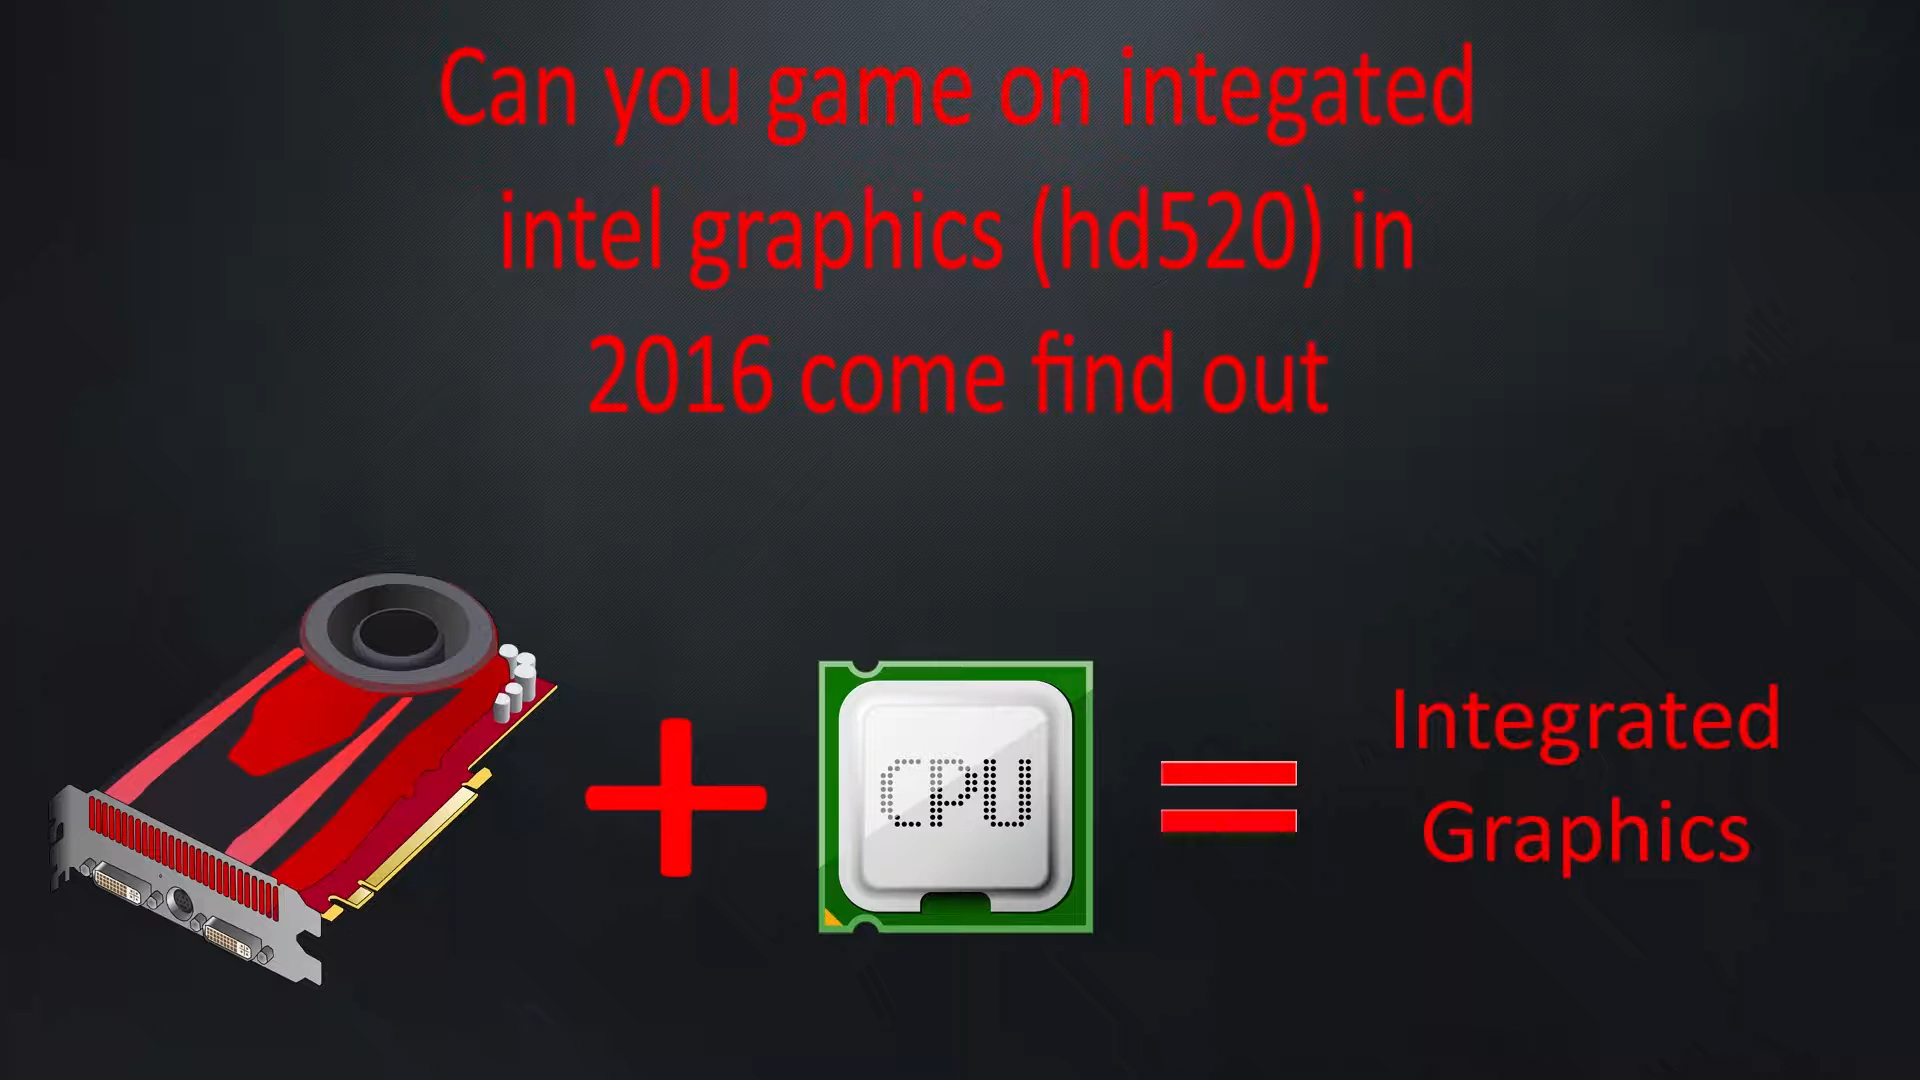 Can you game on integated
intel graphics (hd520) in
2016 come find out
CPU
Integrated
Graphics